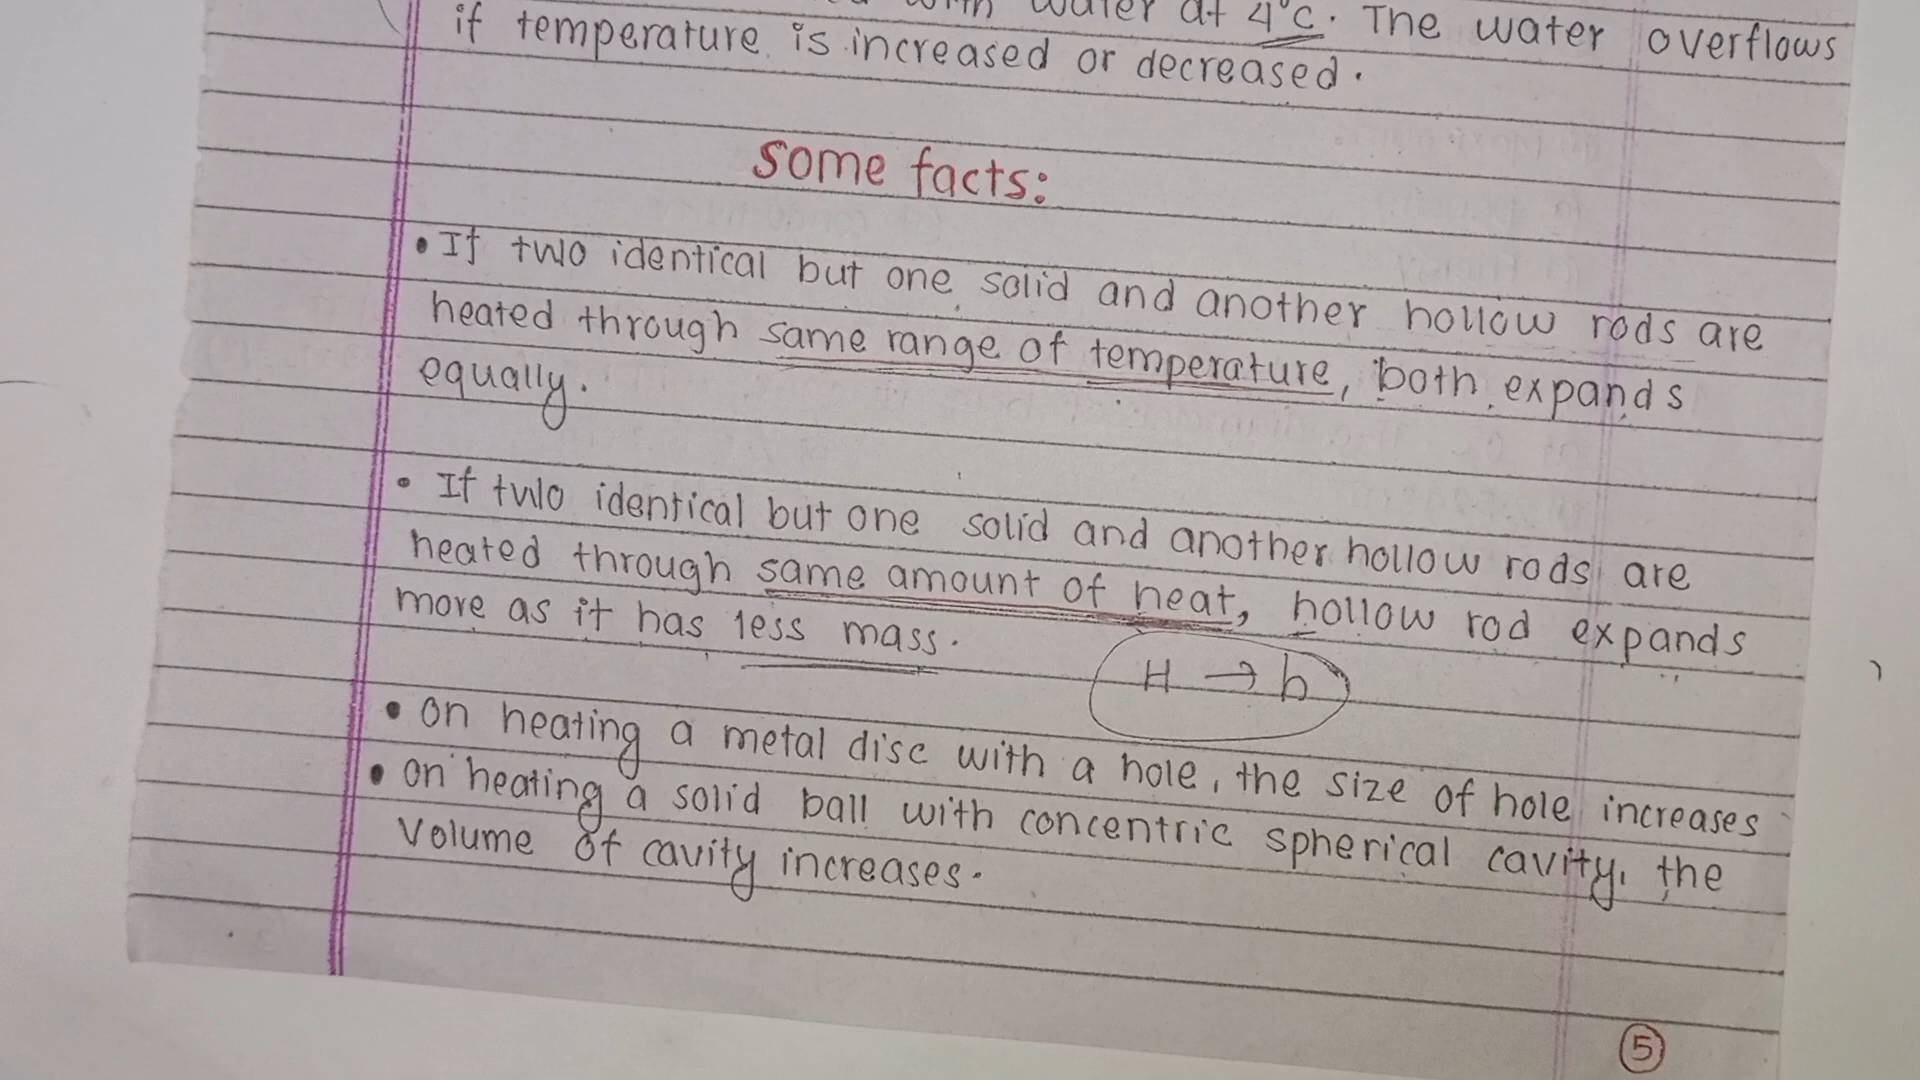 with water at 4°C. The water overflows
if temperature is increased or decreased.
Some facts:
• If two identical but one solid and another hollow rods are
heated through same range of temperature, both expands
equally.
• If two identical but one solid and another hollow rods are
heated through same amount of heat, hollow rod expands
more as it has less mass.
H → h
• on heating a metal disc with a hole, the size of hole increases
• on heating a solid ball with concentric spherical cavity, the
Volume of cavity increases.
5